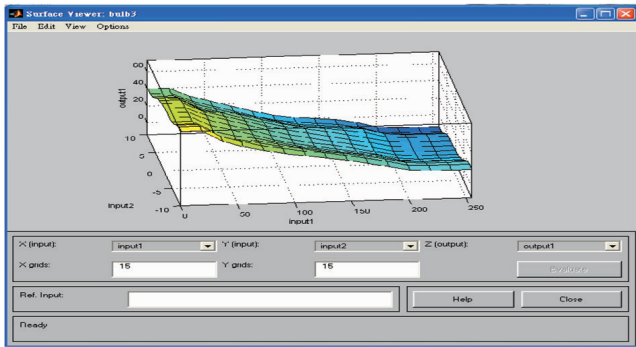 Surface Viewer: bulb3
File Edit View Options
60
40
20
0
output1
10
5
0
-5
-10
input2
0
50
100
150
200
250
input1
X (input): input1 Y (input): input2 Z (output): output1
X grids: 15 Y grids: 15 Evaluate
Ref. Input: Help Close
Ready